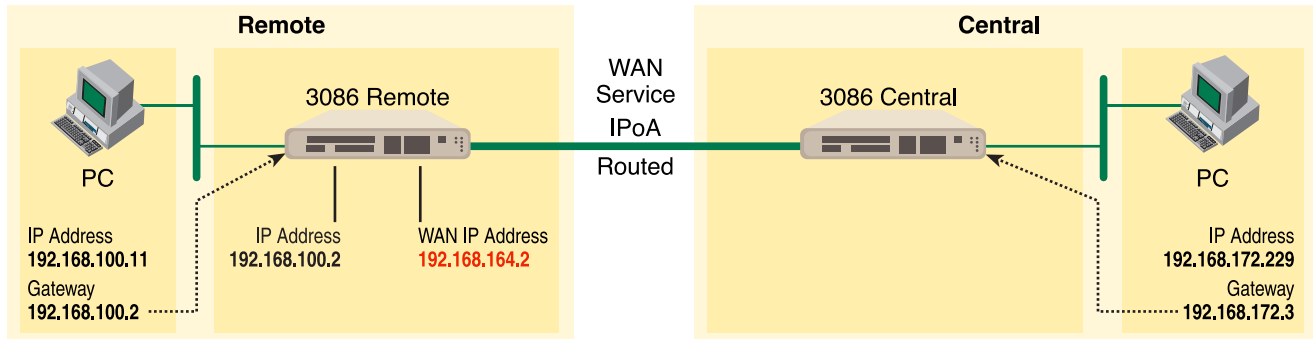 Remote
Central
3086 Remote
WAN
Service
IPoA
Routed
3086 Central
PC
PC
IP Address
192.168.100.11
Gateway
192.168.100.2
IP Address
192.168.100.2
WAN IP Address
192.168.164.2
IP Address
192.168.172.229
Gateway
192.168.172.3